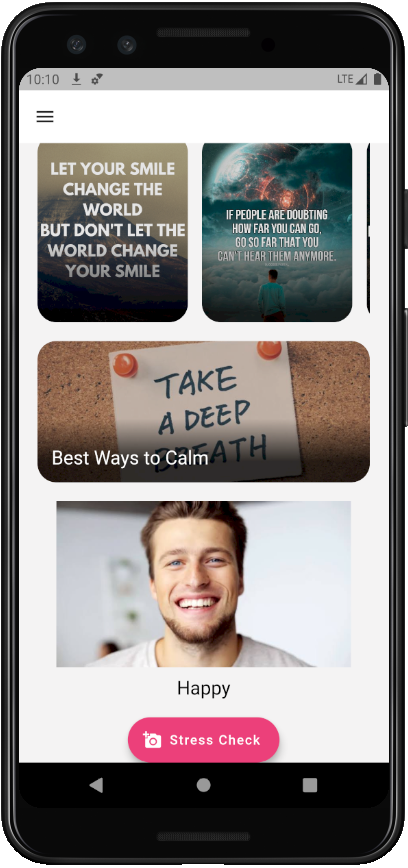 10:10 LTE
LET YOUR SMILE
CHANGE THE
WORLD
BUT DON'T LET THE
WORLD CHANGE
YOUR SMILE
IF PEOPLE ARE DOUBTING
HOW FAR YOU CAN GO,
GO SO FAR THAT YOU
CAN'T HEAR THEM ANYMORE.
TAKE
A DEEP
BREATH
Best Ways to Calm
Happy
Stress Check